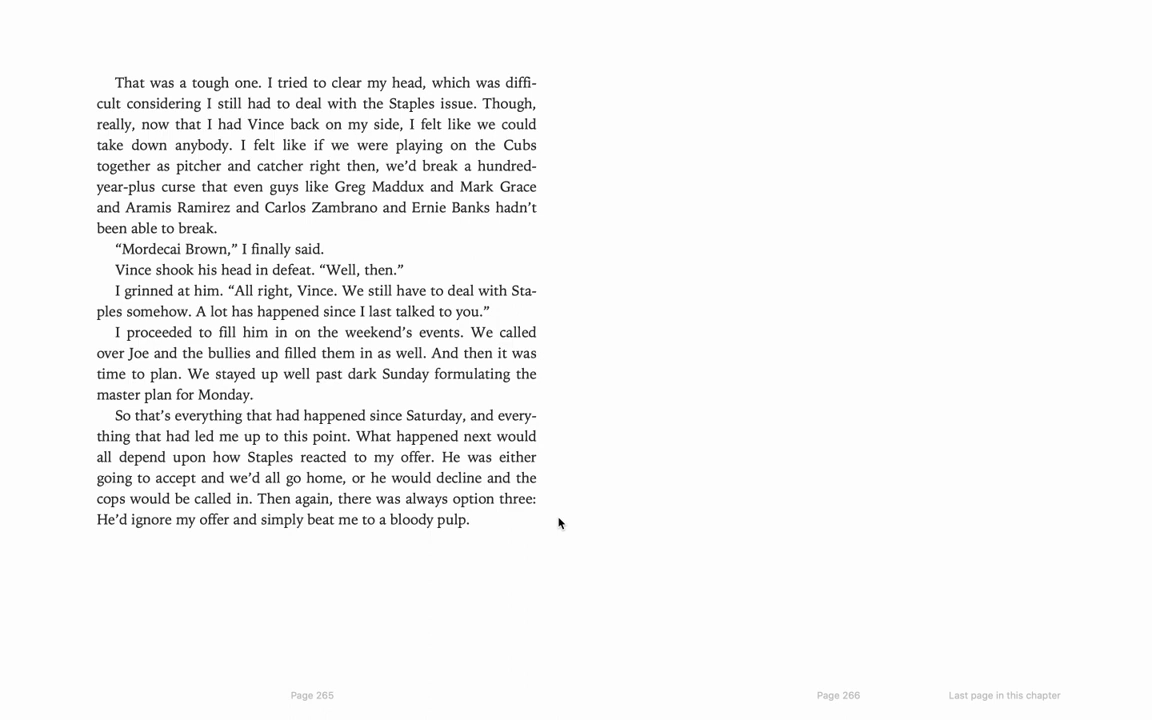 That was a tough one. I tried to clear my head, which was diffi-
cult considering I still had to deal with the Staples issue. Though,
really, now that I had Vince back on my side, I felt like we could
take down anybody. I felt like if we were playing on the Cubs
together as pitcher and catcher right then, we’d break a hundred-
year-plus curse that even guys like Greg Maddux and Mark Grace
and Aramis Ramirez and Carlos Zambrano and Ernie Banks hadn’t
been able to break.
“Mordecai Brown,” I finally said.
Vince shook his head in defeat. “Well, then.”
I grinned at him. “All right, Vince. We still have to deal with Sta-
ples somehow. A lot has happened since I last talked to you.”
I proceeded to fill him in on the weekend’s events. We called
over Joe and the bullies and filled them in as well. And then it was
time to plan. We stayed up well past dark Sunday formulating the
master plan for Monday.
So that’s everything that had happened since Saturday, and every-
thing that had led me up to this point. What happened next would
all depend upon how Staples reacted to my offer. He was either
going to accept and we’d all go home, or he would decline and the
cops would be called in. Then again, there was always option three:
He’d ignore my offer and simply beat me to a bloody pulp.
Page 265
Page 266
Last page in this chapter